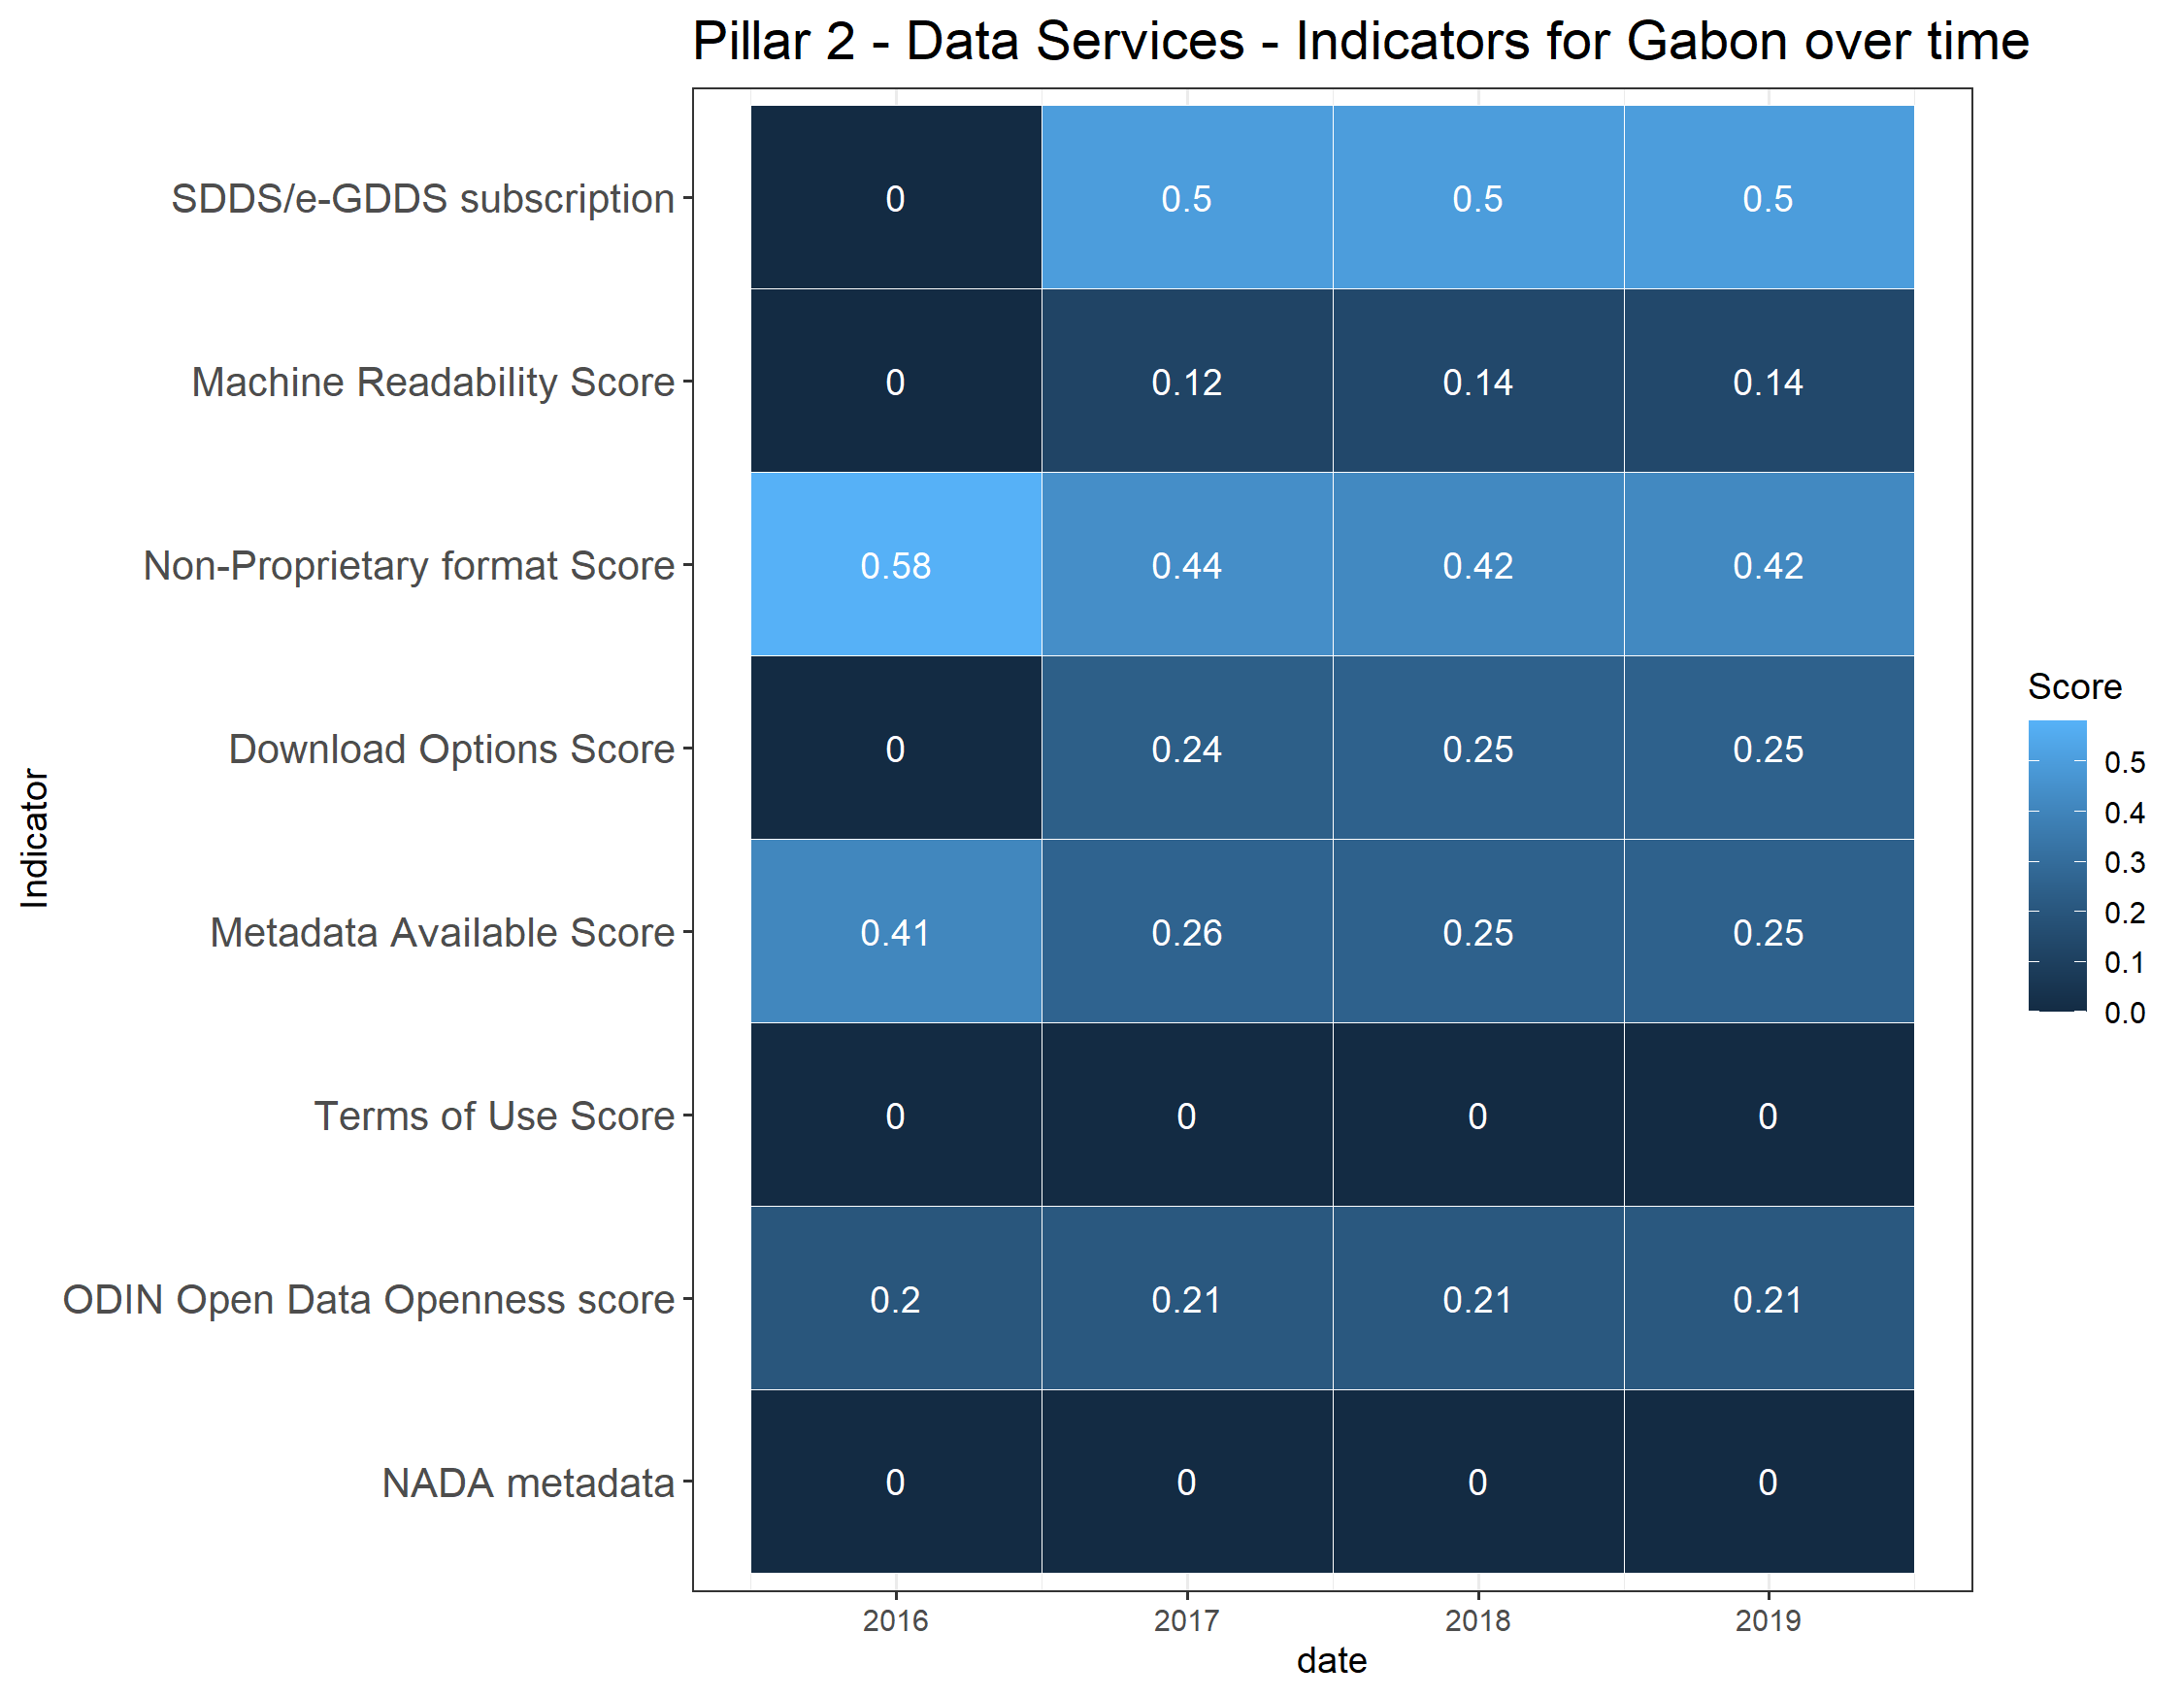 Pillar 2 - Data Services - Indicators for Gabon over time
SDDS/e-GDDS subscription 0 0.5 0.5 0.5
Machine Readability Score 0 0.12 0.14 0.14
Non-Proprietary format Score 0.58 0.44 0.42 0.42
Download Options Score 0 0.24 0.25 0.25
Metadata Available Score 0.41 0.26 0.25 0.25
Terms of Use Score 0 0 0 0
ODIN Open Data Openness score 0.2 0.21 0.21 0.21
NADA metadata 0 0 0 0
2016 2017 2018 2019
date
Indicator
Score
0.5
0.4
0.3
0.2
0.1
0.0